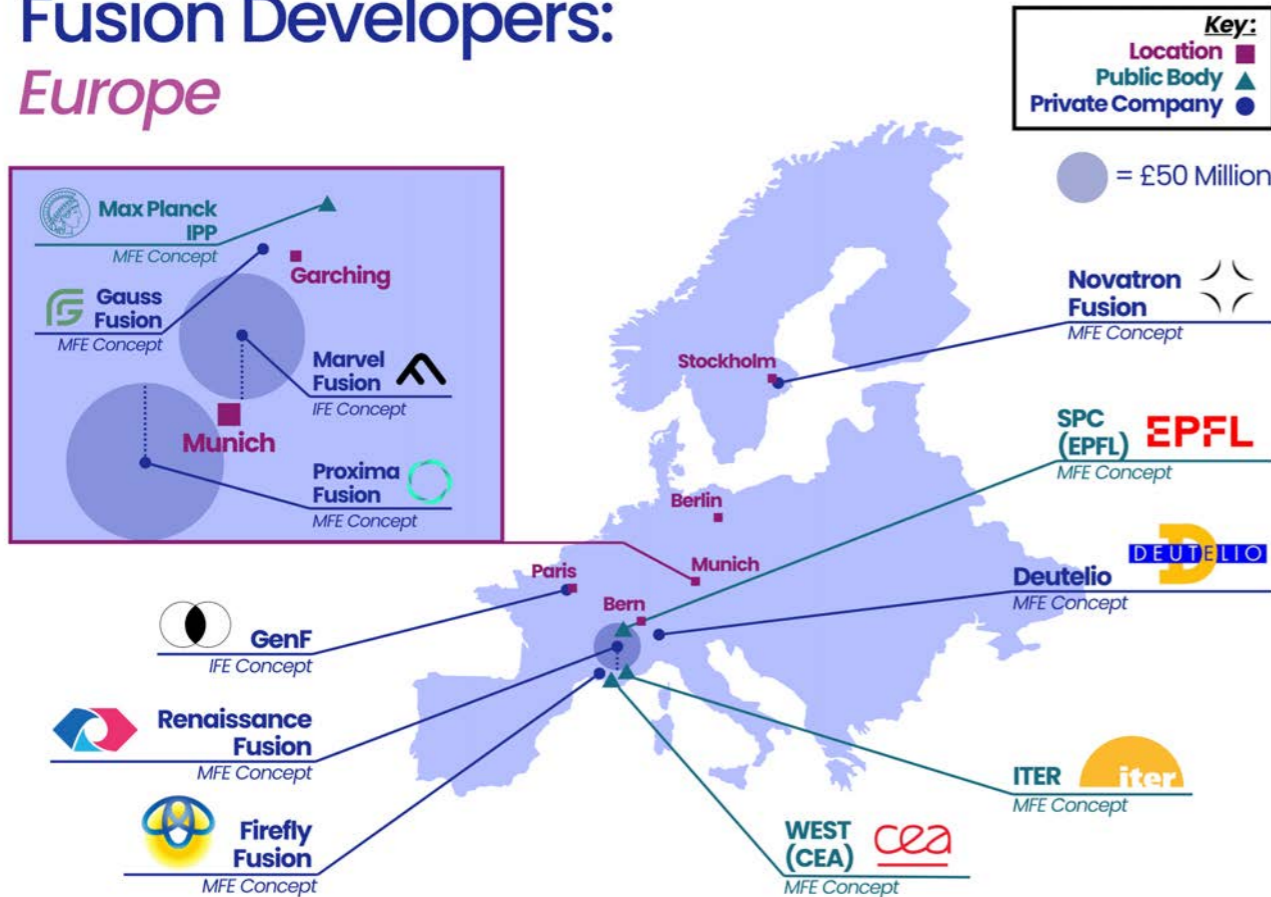 Fusion Developers:
Europe
Key:
Location
Public Body
Private Company
= £50 Million
Max Planck
IPP
MFE Concept
Garching
Gauss
Fusion
MFE Concept
Marvel
Fusion
IFE Concept
Munich
Proxima
Fusion
MFE Concept
Novatron
Fusion
MFE Concept
Stockholm
SPC
(EPFL)
EPFL
MFE Concept
Berlin
Deutelio
D
DEUTELIO
MFE Concept
Munich
Paris
Bern
GenF
IFE Concept
Renaissance
Fusion
MFE Concept
ITER
iter
MFE Concept
Firefly
Fusion
MFE Concept
WEST
(CEA)
cea
MFE Concept